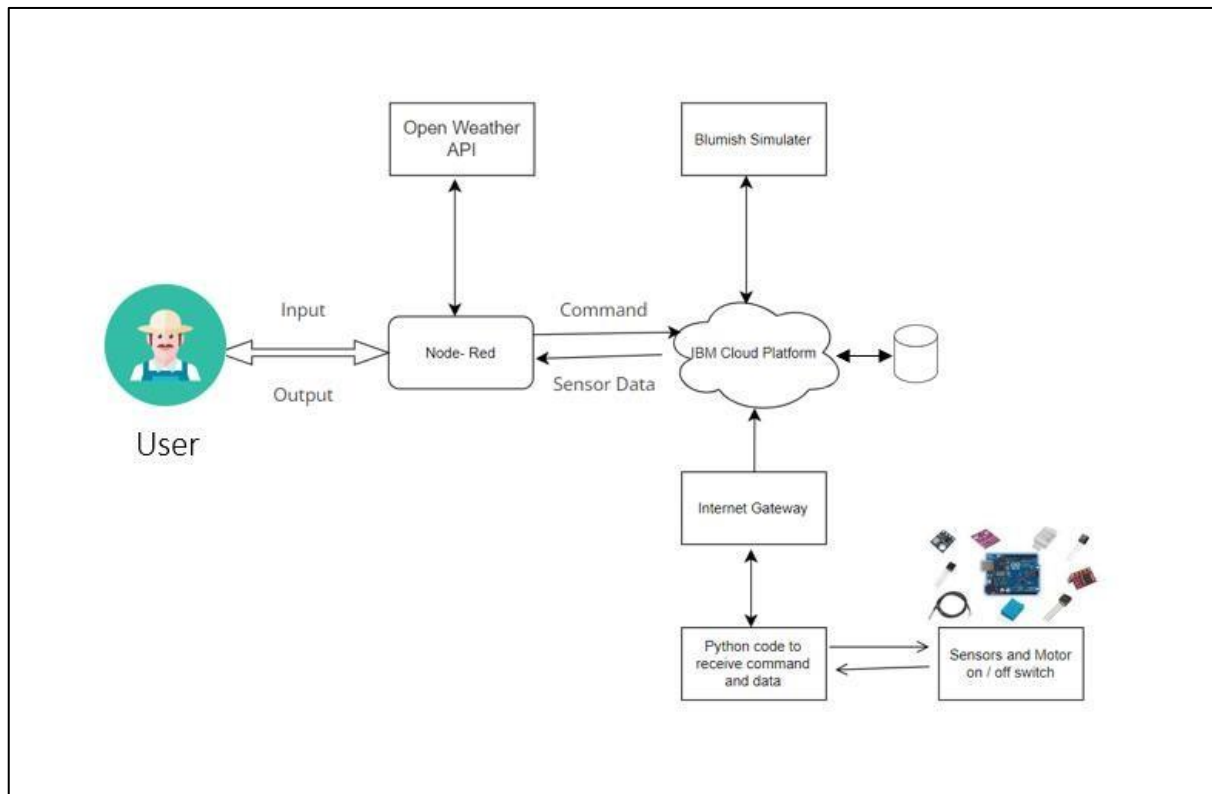 Open Weather
API
Blumish Simulater
Input
Command
Node- Red
IBM Cloud Platform
Output
Sensor Data
User
Internet Gateway
Python code to
receive command
and data
Sensors and Motor
on / off switch